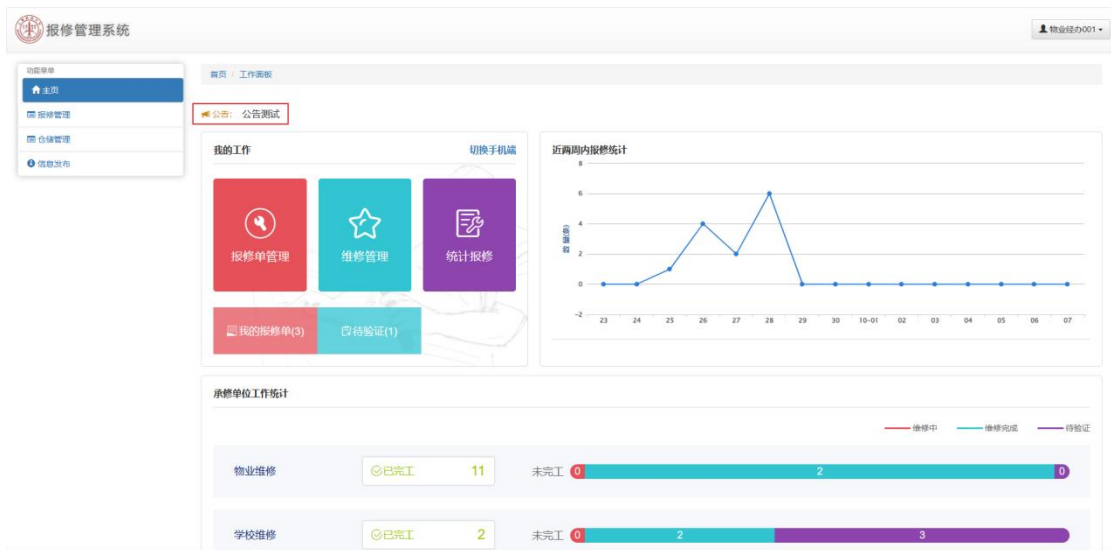 报修管理系统
物业经办001
功能菜单
主页
报修管理
仓储管理
信息发布
首页 / 工作面板
公告： 公告测试
我的工作 切换手机端
报修单管理 维修管理 统计报修
我的报修单(3) 待验证(1)
近两周内报修统计
8
6
4
2
0
-2
23 24 25 26 27 28 29 30 10-01 02 03 04 05 06 07
承修单位工作统计
维修中 维修完成 待验证
物业维修 已完工 11 未完工 0 2 0
学校维修 已完工 2 未完工 0 2 3